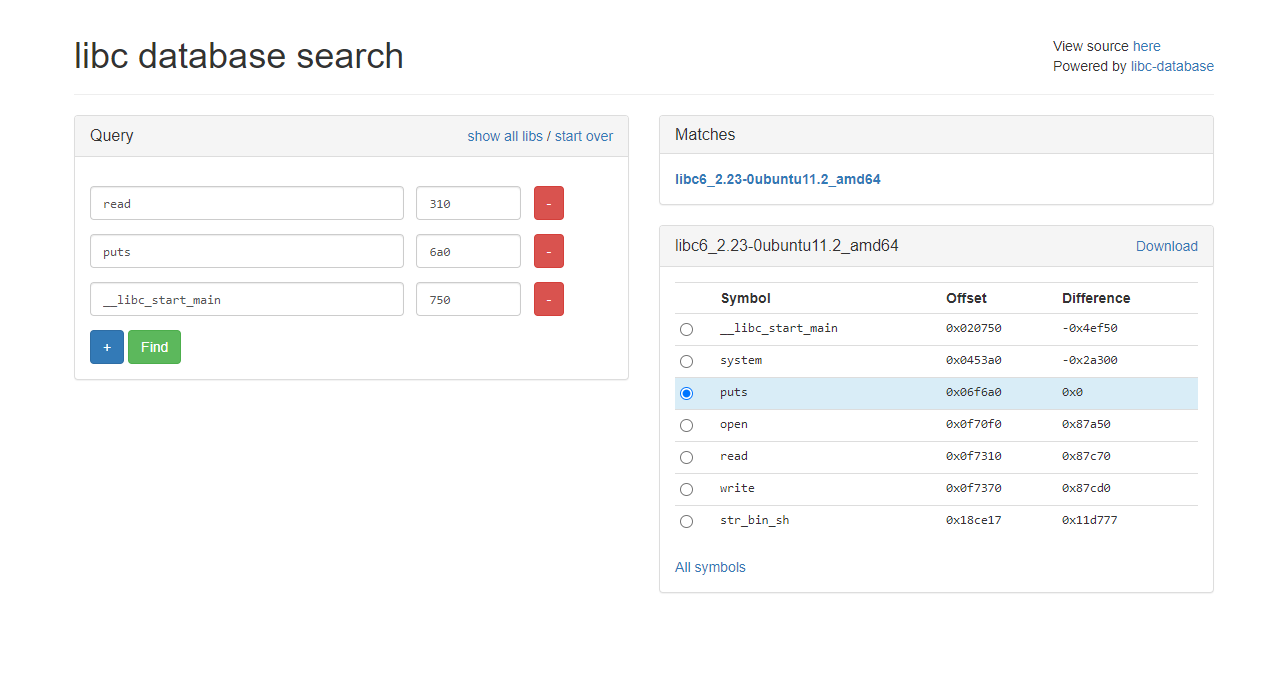 libc database search
View source here
Powered by libc-database
Query show all libs / start over
read 310 -
puts 6a0 -
__libc_start_main 750 -
+ Find
Matches
libc6_2.23-0ubuntu11.2_amd64
libc6_2.23-0ubuntu11.2_amd64 Download
Symbol Offset Difference
__libc_start_main 0x020750 -0x4ef50
system 0x0453a0 -0x2a300
puts 0x06f6a0 0x0
open 0x0f70f0 0x87a50
read 0x0f7310 0x87c70
write 0x0f7370 0x87cd0
str_bin_sh 0x18ce17 0x11d777
All symbols